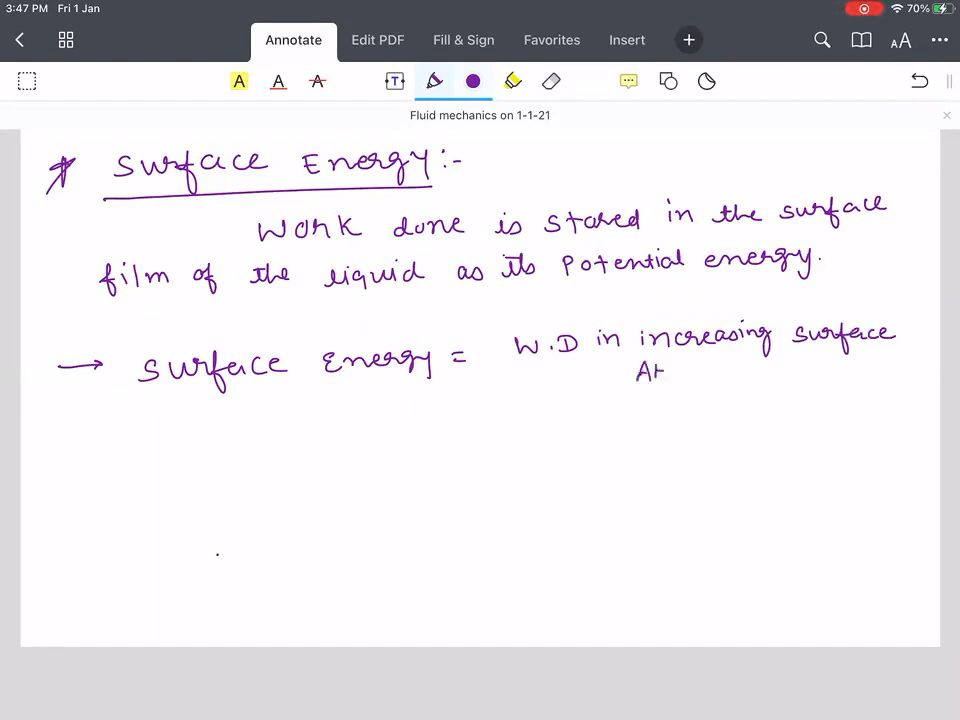 3:47 PM Fri 1 Jan
70%
Annotate Edit PDF Fill & Sign Favorites Insert
A A A T AA
Fluid mechanics on 1-1-21
* Surface Energy:-
Work done is stored in the surface
film of the liquid as its Potential energy.
→ Surface Energy = W.D in increasing surface